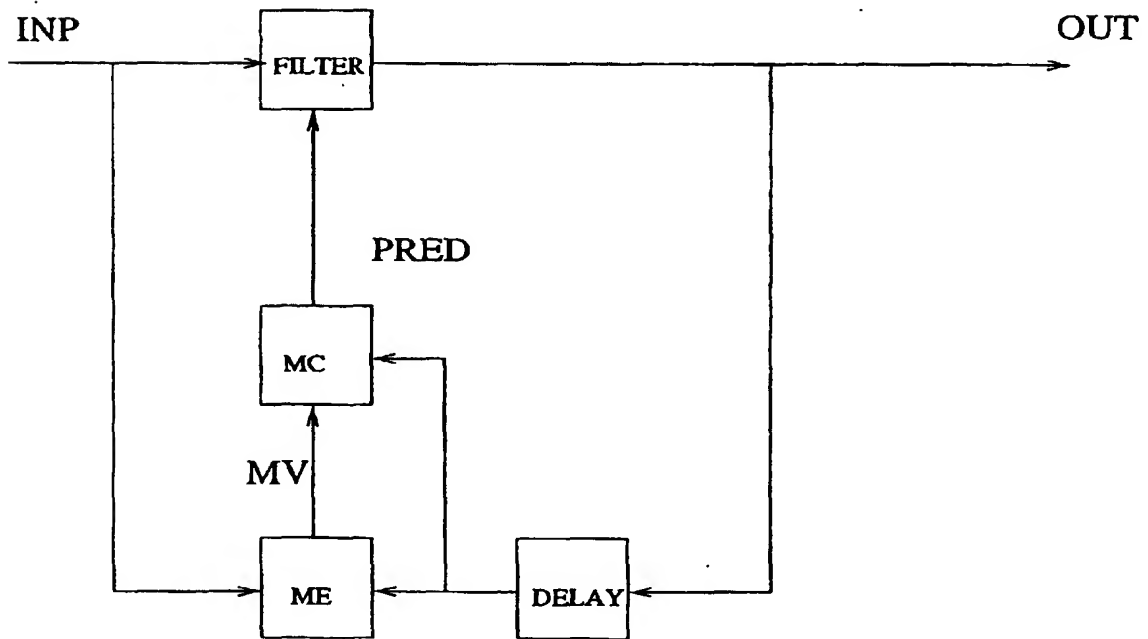 INP
OUT
FILTER
PRED
MC
MV
ME
DELAY